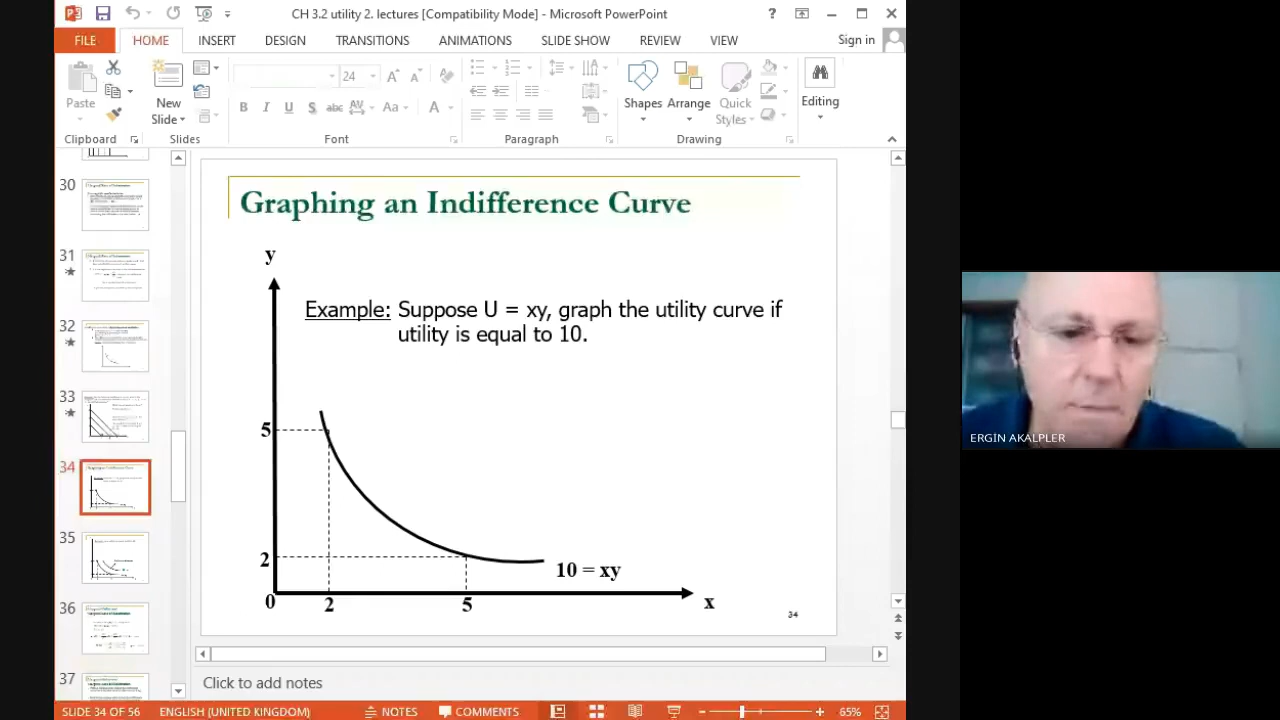 CH 3.2 utility 2. lectures [Compatibility Mode] - Microsoft PowerPoint
FILE HOME INSERT DESIGN TRANSITIONS ANIMATIONS SLIDE SHOW REVIEW VIEW Sign in
24
Paste New Slide Shapes Arrange Quick Styles Editing
B I U S abc AV Aa A
Clipboard Slides Font Paragraph Drawing
30
31
32
33
34
35
36
37
Graphing an Indifference Curve
y
Example: Suppose U = xy, graph the utility curve if
utility is equal to 10.
5
2
10 = xy
0 2 5 x
34
ERGİN AKALPLER
Click to add notes
SLIDE 34 OF 56 ENGLISH (UNITED KINGDOM) NOTES COMMENTS 65%